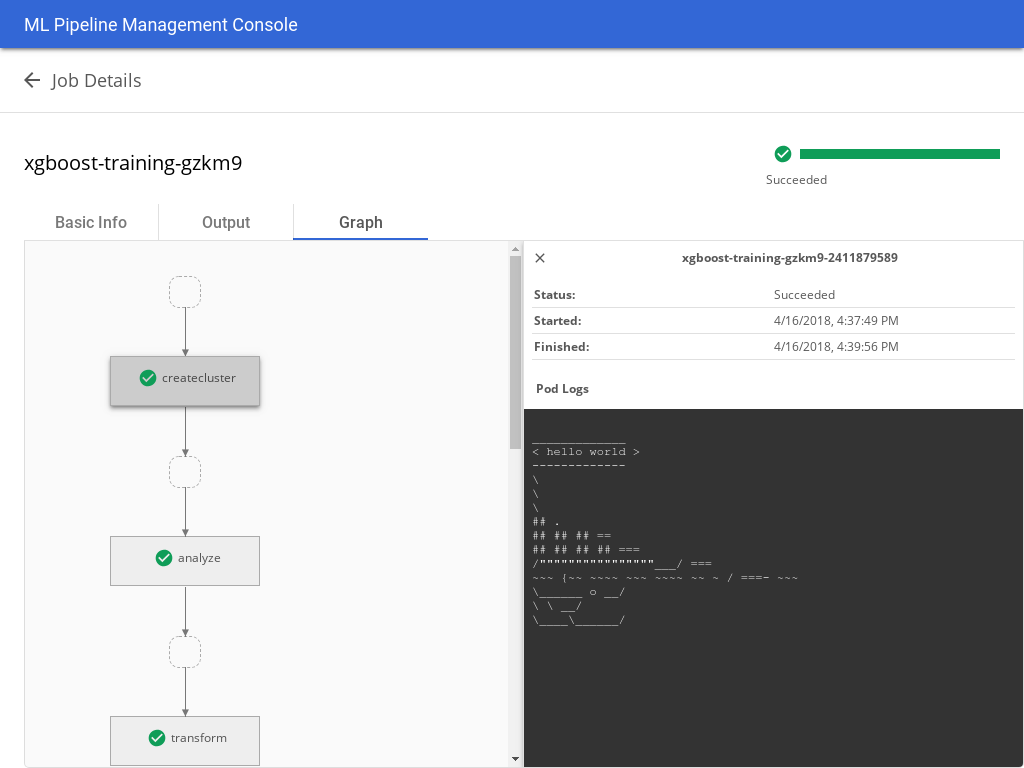 ML Pipeline Management Console
Job Details
xgboost-training-gzkm9
Succeeded
Basic Info
Output
Graph
createcluster
analyze
transform
xgboost-training-gzkm9-2411879589
Status: Succeeded
Started: 4/16/2018, 4:37:49 PM
Finished: 4/16/2018, 4:39:56 PM
Pod Logs
_____________
< hello world >
-------------
\
\
\
## .
## ## ## ==
## ## ## ## ===
/""""""""""""""""___/ ===
~~~ {~~ ~~~~ ~~~ ~~~~ ~~ ~ / ===- ~~~
\______ o __/
\ \ __/
\____\______/